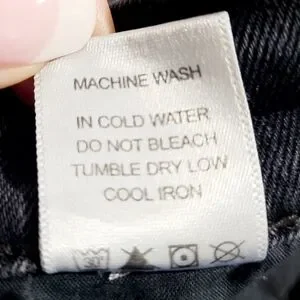 MACHINE WASH
IN COLD WATER
DO NOT BLEACH
TUMBLE DRY LOW
COOL IRON
30